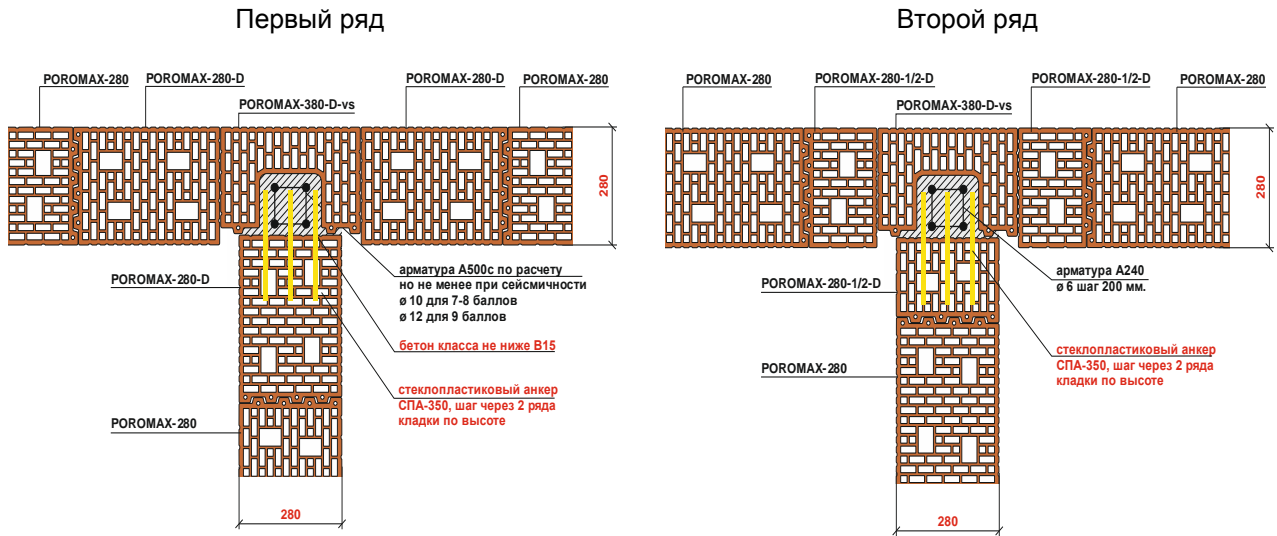 Первый ряд
POROMAX-280
POROMAX-280-D
POROMAX-280-D
POROMAX-280
POROMAX-380-D-vs
280
POROMAX-280-D
арматура А500с по расчету
но не менее при сейсмичности
ø 10 для 7-8 баллов
ø 12 для 9 баллов
бетон класса не ниже В15
стеклопластиковый анкер
СПА-350, шаг через 2 ряда
кладки по высоте
POROMAX-280
280
Второй ряд
POROMAX-280
POROMAX-280-1/2-D
POROMAX-280-1/2-D
POROMAX-280
POROMAX-380-D-vs
280
POROMAX-280-1/2-D
арматура А240
ø 6 шаг 200 мм.
стеклопластиковый анкер
СПА-350, шаг через 2 ряда
кладки по высоте
POROMAX-280
280